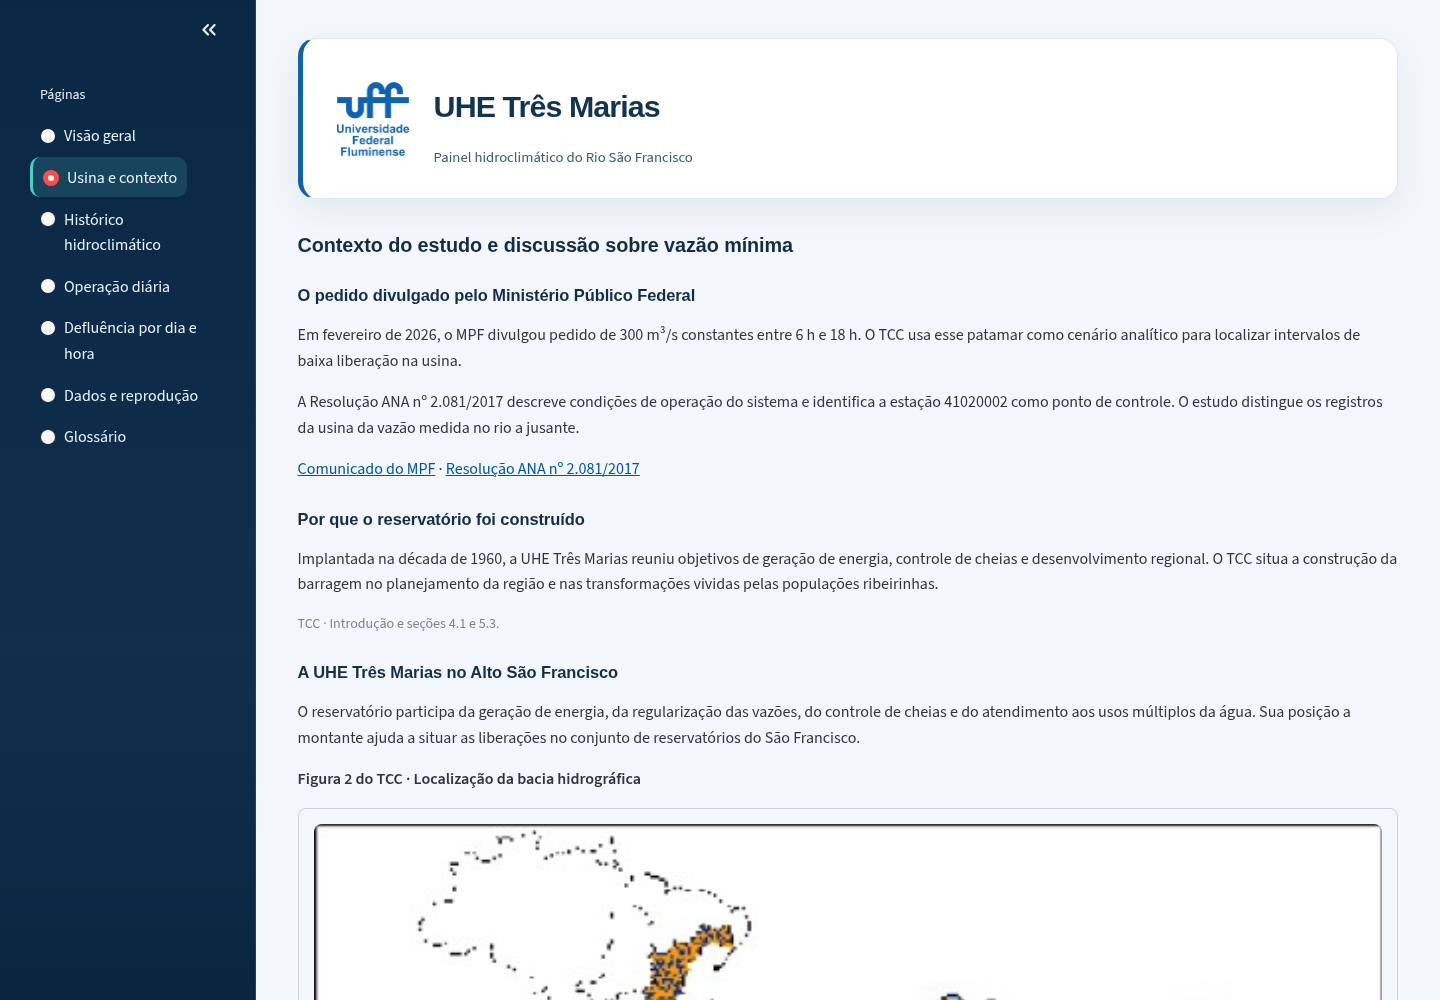 Páginas
Visão geral
Usina e contexto
Histórico
hidroclimático
Operação diária
Defluência por dia e
hora
Dados e reprodução
Glossário
uff
Universidade
Federal
Fluminense
UHE Três Marias
Painel hidroclimático do Rio São Francisco
Contexto do estudo e discussão sobre vazão mínima
O pedido divulgado pelo Ministério Público Federal
Em fevereiro de 2026, o MPF divulgou pedido de 300 m³/s constantes entre 6 h e 18 h. O TCC usa esse patamar como cenário analítico para localizar intervalos de
baixa liberação na usina.
A Resolução ANA nº 2.081/2017 descreve condições de operação do sistema e identifica a estação 41020002 como ponto de controle. O estudo distingue os registros
da usina da vazão medida no rio a jusante.
Comunicado do MPF · Resolução ANA nº 2.081/2017
Por que o reservatório foi construído
Implantada na década de 1960, a UHE Três Marias reuniu objetivos de geração de energia, controle de cheias e desenvolvimento regional. O TCC situa a construção da
barragem no planejamento da região e nas transformações vividas pelas populações ribeirinhas.
TCC · Introdução e seções 4.1 e 5.3.
A UHE Três Marias no Alto São Francisco
O reservatório participa da geração de energia, da regularização das vazões, do controle de cheias e do atendimento aos usos múltiplos da água. Sua posição a
montante ajuda a situar as liberações no conjunto de reservatórios do São Francisco.
Figura 2 do TCC · Localização da bacia hidrográfica